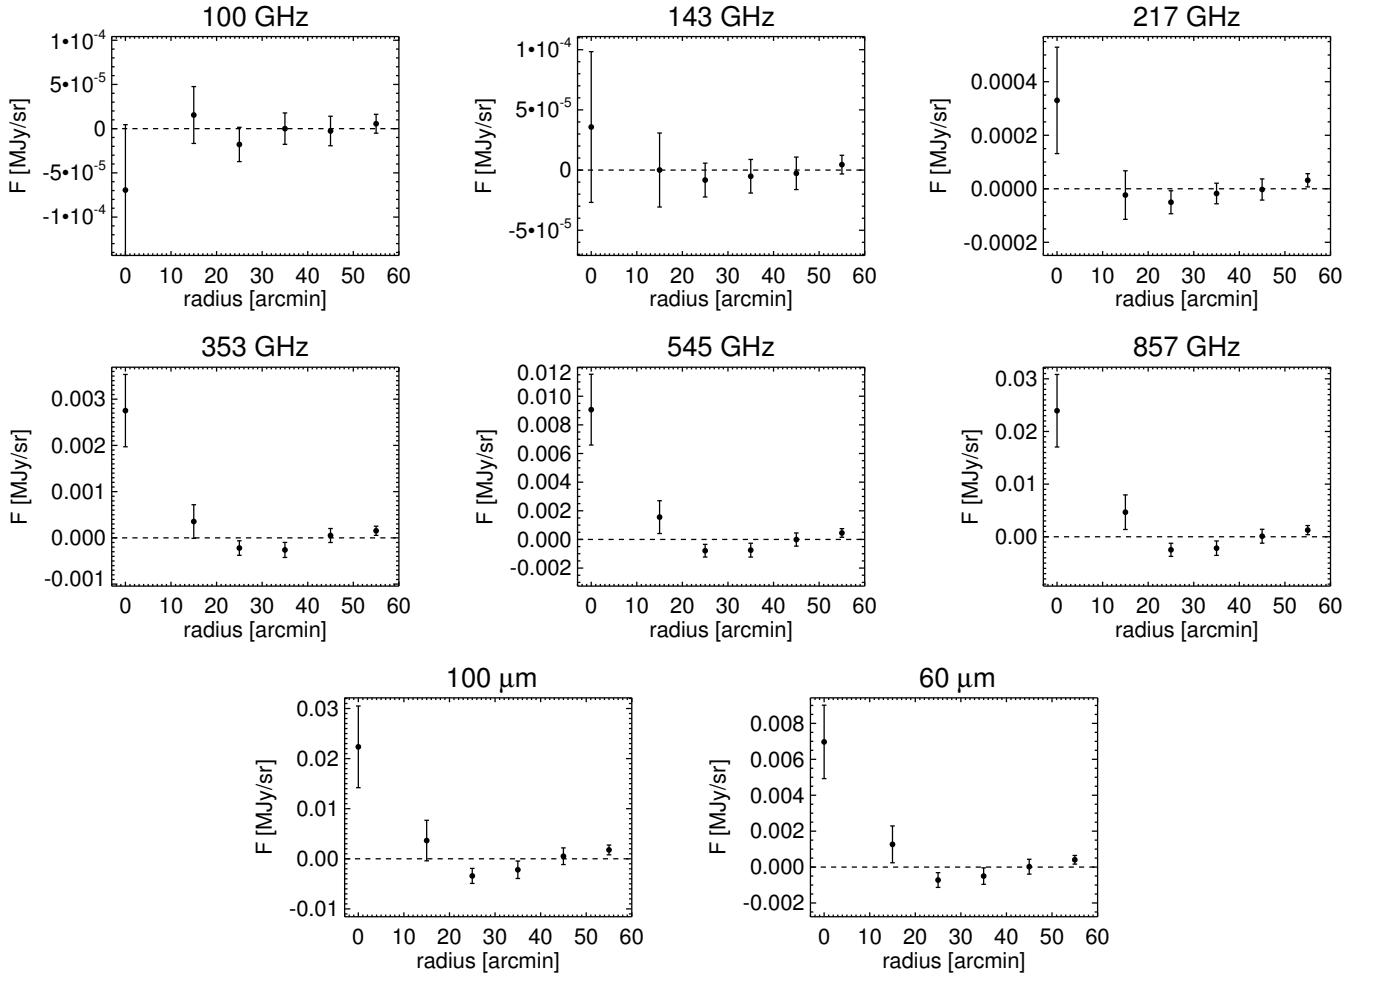 100 GHz
1•10⁻⁴
5•10⁻⁵
0
-5•10⁻⁵
-1•10⁻⁴
F [MJy/sr]
0 10 20 30 40 50 60
radius [arcmin]
143 GHz
1•10⁻⁴
5•10⁻⁵
0
-5•10⁻⁵
F [MJy/sr]
0 10 20 30 40 50 60
radius [arcmin]
217 GHz
0.0004
0.0002
0.0000
-0.0002
F [MJy/sr]
0 10 20 30 40 50 60
radius [arcmin]
353 GHz
0.003
0.002
0.001
0.000
-0.001
F [MJy/sr]
0 10 20 30 40 50 60
radius [arcmin]
545 GHz
0.012
0.010
0.008
0.006
0.004
0.002
0.000
-0.002
F [MJy/sr]
0 10 20 30 40 50 60
radius [arcmin]
857 GHz
0.03
0.02
0.01
0.00
F [MJy/sr]
0 10 20 30 40 50 60
radius [arcmin]
100 µm
0.03
0.02
0.01
0.00
-0.01
F [MJy/sr]
0 10 20 30 40 50 60
radius [arcmin]
60 µm
0.008
0.006
0.004
0.002
0.000
-0.002
F [MJy/sr]
0 10 20 30 40 50 60
radius [arcmin]